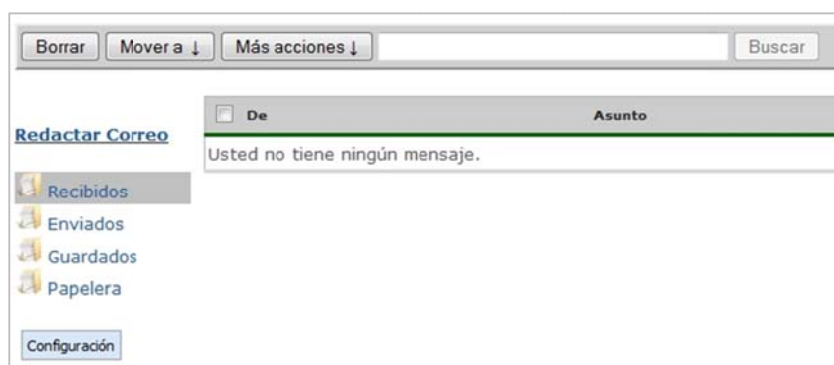 Borrar Mover a ↓ Más acciones ↓ Buscar
De Asunto
Redactar Correo
Usted no tiene ningún mensaje.
Recibidos
Enviados
Guardados
Papelera
Configuración